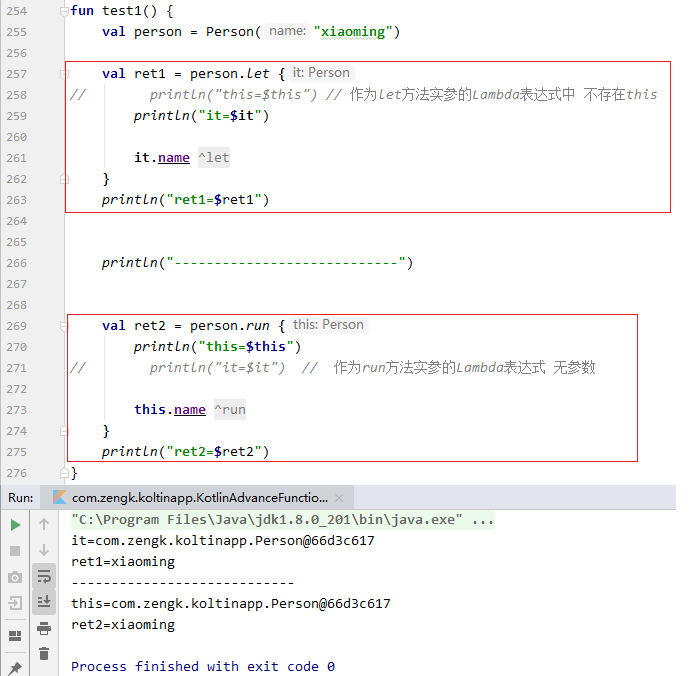 254 fun test1() {
255 val person = Person( name: "xiaoming")
256
257 val ret1 = person.let { it: Person
258 // println("this=$this") // 作为let方法实参的Lambda表达式中 不存在this
259 println("it=$it")
260
261 it.name ^let
262 }
263 println("ret1=$ret1")
264
265
266 println("----------------------------")
267
268
269 val ret2 = person.run { this: Person
270 println("this=$this")
271 // println("it=$it") // 作为run方法实参的Lambda表达式 无参数
272
273 this.name ^run
274 }
275 println("ret2=$ret2")
276 }
Run: com.zengk.koltinapp.KotlinAdvanceFunctio... ×
"C:\Program Files\Java\jdk1.8.0_201\bin\java.exe" ...
it=com.zengk.koltinapp.Person@66d3c617
ret1=xiaoming
----------------------------
this=com.zengk.koltinapp.Person@66d3c617
ret2=xiaoming
Process finished with exit code 0